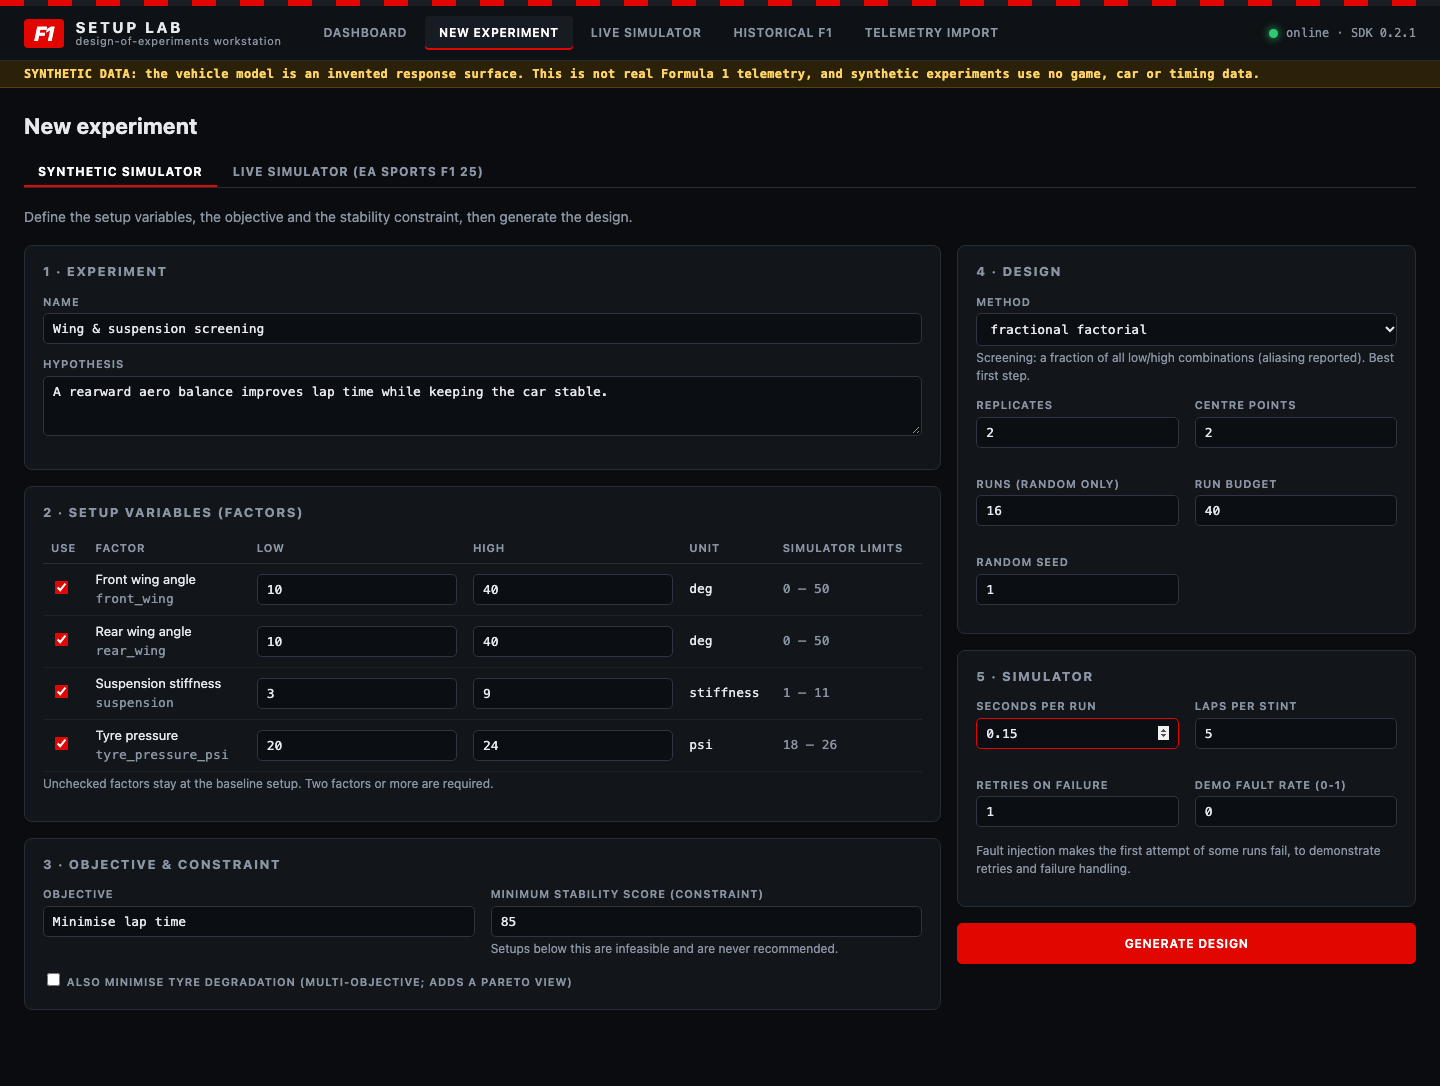 F1
SETUP LAB
design-of-experiments workstation
DASHBOARD
NEW EXPERIMENT
LIVE SIMULATOR
HISTORICAL F1
TELEMETRY IMPORT
online · SDK 0.2.1
SYNTHETIC DATA: the vehicle model is an invented response surface. This is not real Formula 1 telemetry, and synthetic experiments use no game, car or timing data.
New experiment
SYNTHETIC SIMULATOR
LIVE SIMULATOR (EA SPORTS F1 25)
Define the setup variables, the objective and the stability constraint, then generate the design.
1 · EXPERIMENT
NAME
Wing & suspension screening
HYPOTHESIS
A rearward aero balance improves lap time while keeping the car stable.
2 · SETUP VARIABLES (FACTORS)
USE FACTOR LOW HIGH UNIT SIMULATOR LIMITS
Front wing angle
front_wing
10 40 deg 0 — 50
Rear wing angle
rear_wing
10 40 deg 0 — 50
Suspension stiffness
suspension
3 9 stiffness 1 — 11
Tyre pressure
tyre_pressure_psi
20 24 psi 18 — 26
Unchecked factors stay at the baseline setup. Two factors or more are required.
3 · OBJECTIVE & CONSTRAINT
OBJECTIVE
Minimise lap time
MINIMUM STABILITY SCORE (CONSTRAINT)
85
Setups below this are infeasible and are never recommended.
ALSO MINIMISE TYRE DEGRADATION (MULTI-OBJECTIVE; ADDS A PARETO VIEW)
4 · DESIGN
METHOD
fractional factorial
Screening: a fraction of all low/high combinations (aliasing reported). Best
first step.
REPLICATES CENTRE POINTS
2 2
RUNS (RANDOM ONLY) RUN BUDGET
16 40
RANDOM SEED
1
5 · SIMULATOR
SECONDS PER RUN LAPS PER STINT
0.15 5
RETRIES ON FAILURE DEMO FAULT RATE (0-1)
1 0
Fault injection makes the first attempt of some runs fail, to demonstrate
retries and failure handling.
GENERATE DESIGN